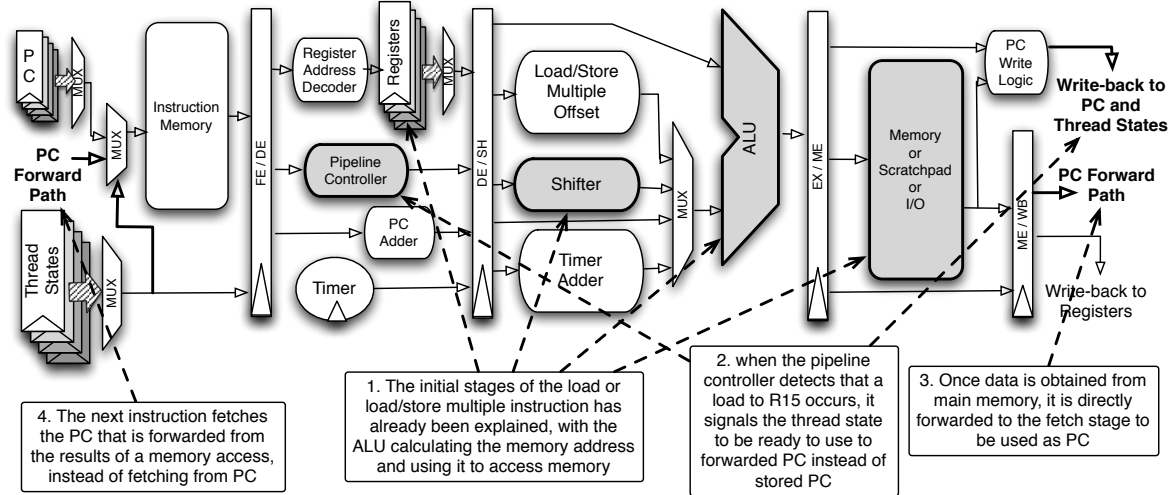 PC
MUX
MUX
PC
Forward
Path
Thread
States
MUX
Instruction
Memory
FE / DE
Register
Address
Decoder
Registers
MUX
Pipeline
Controller
PC
Adder
Timer
DE / SH
Load/Store
Multiple
Offset
Shifter
Timer
Adder
MUX
ALU
EX / ME
Memory
or
Scratchpad
or
I/O
PC
Write
Logic
Write-back to
PC and
Thread States
ME / WB
PC Forward
Path
Write-back to
Registers
4. The next instruction fetches
the PC that is forwarded from
the results of a memory access,
instead of fetching from PC
1. The initial stages of the load or
load/store multiple instruction has
already been explained, with the
ALU calculating the memory address
and using it to access memory
2. when the pipeline
controller detects that a
load to R15 occurs, it
signals the thread state
to be ready to use to
forwarded PC instead of
stored PC
3. Once data is obtained from
main memory, it is directly
forwarded to the fetch stage to
be used as PC